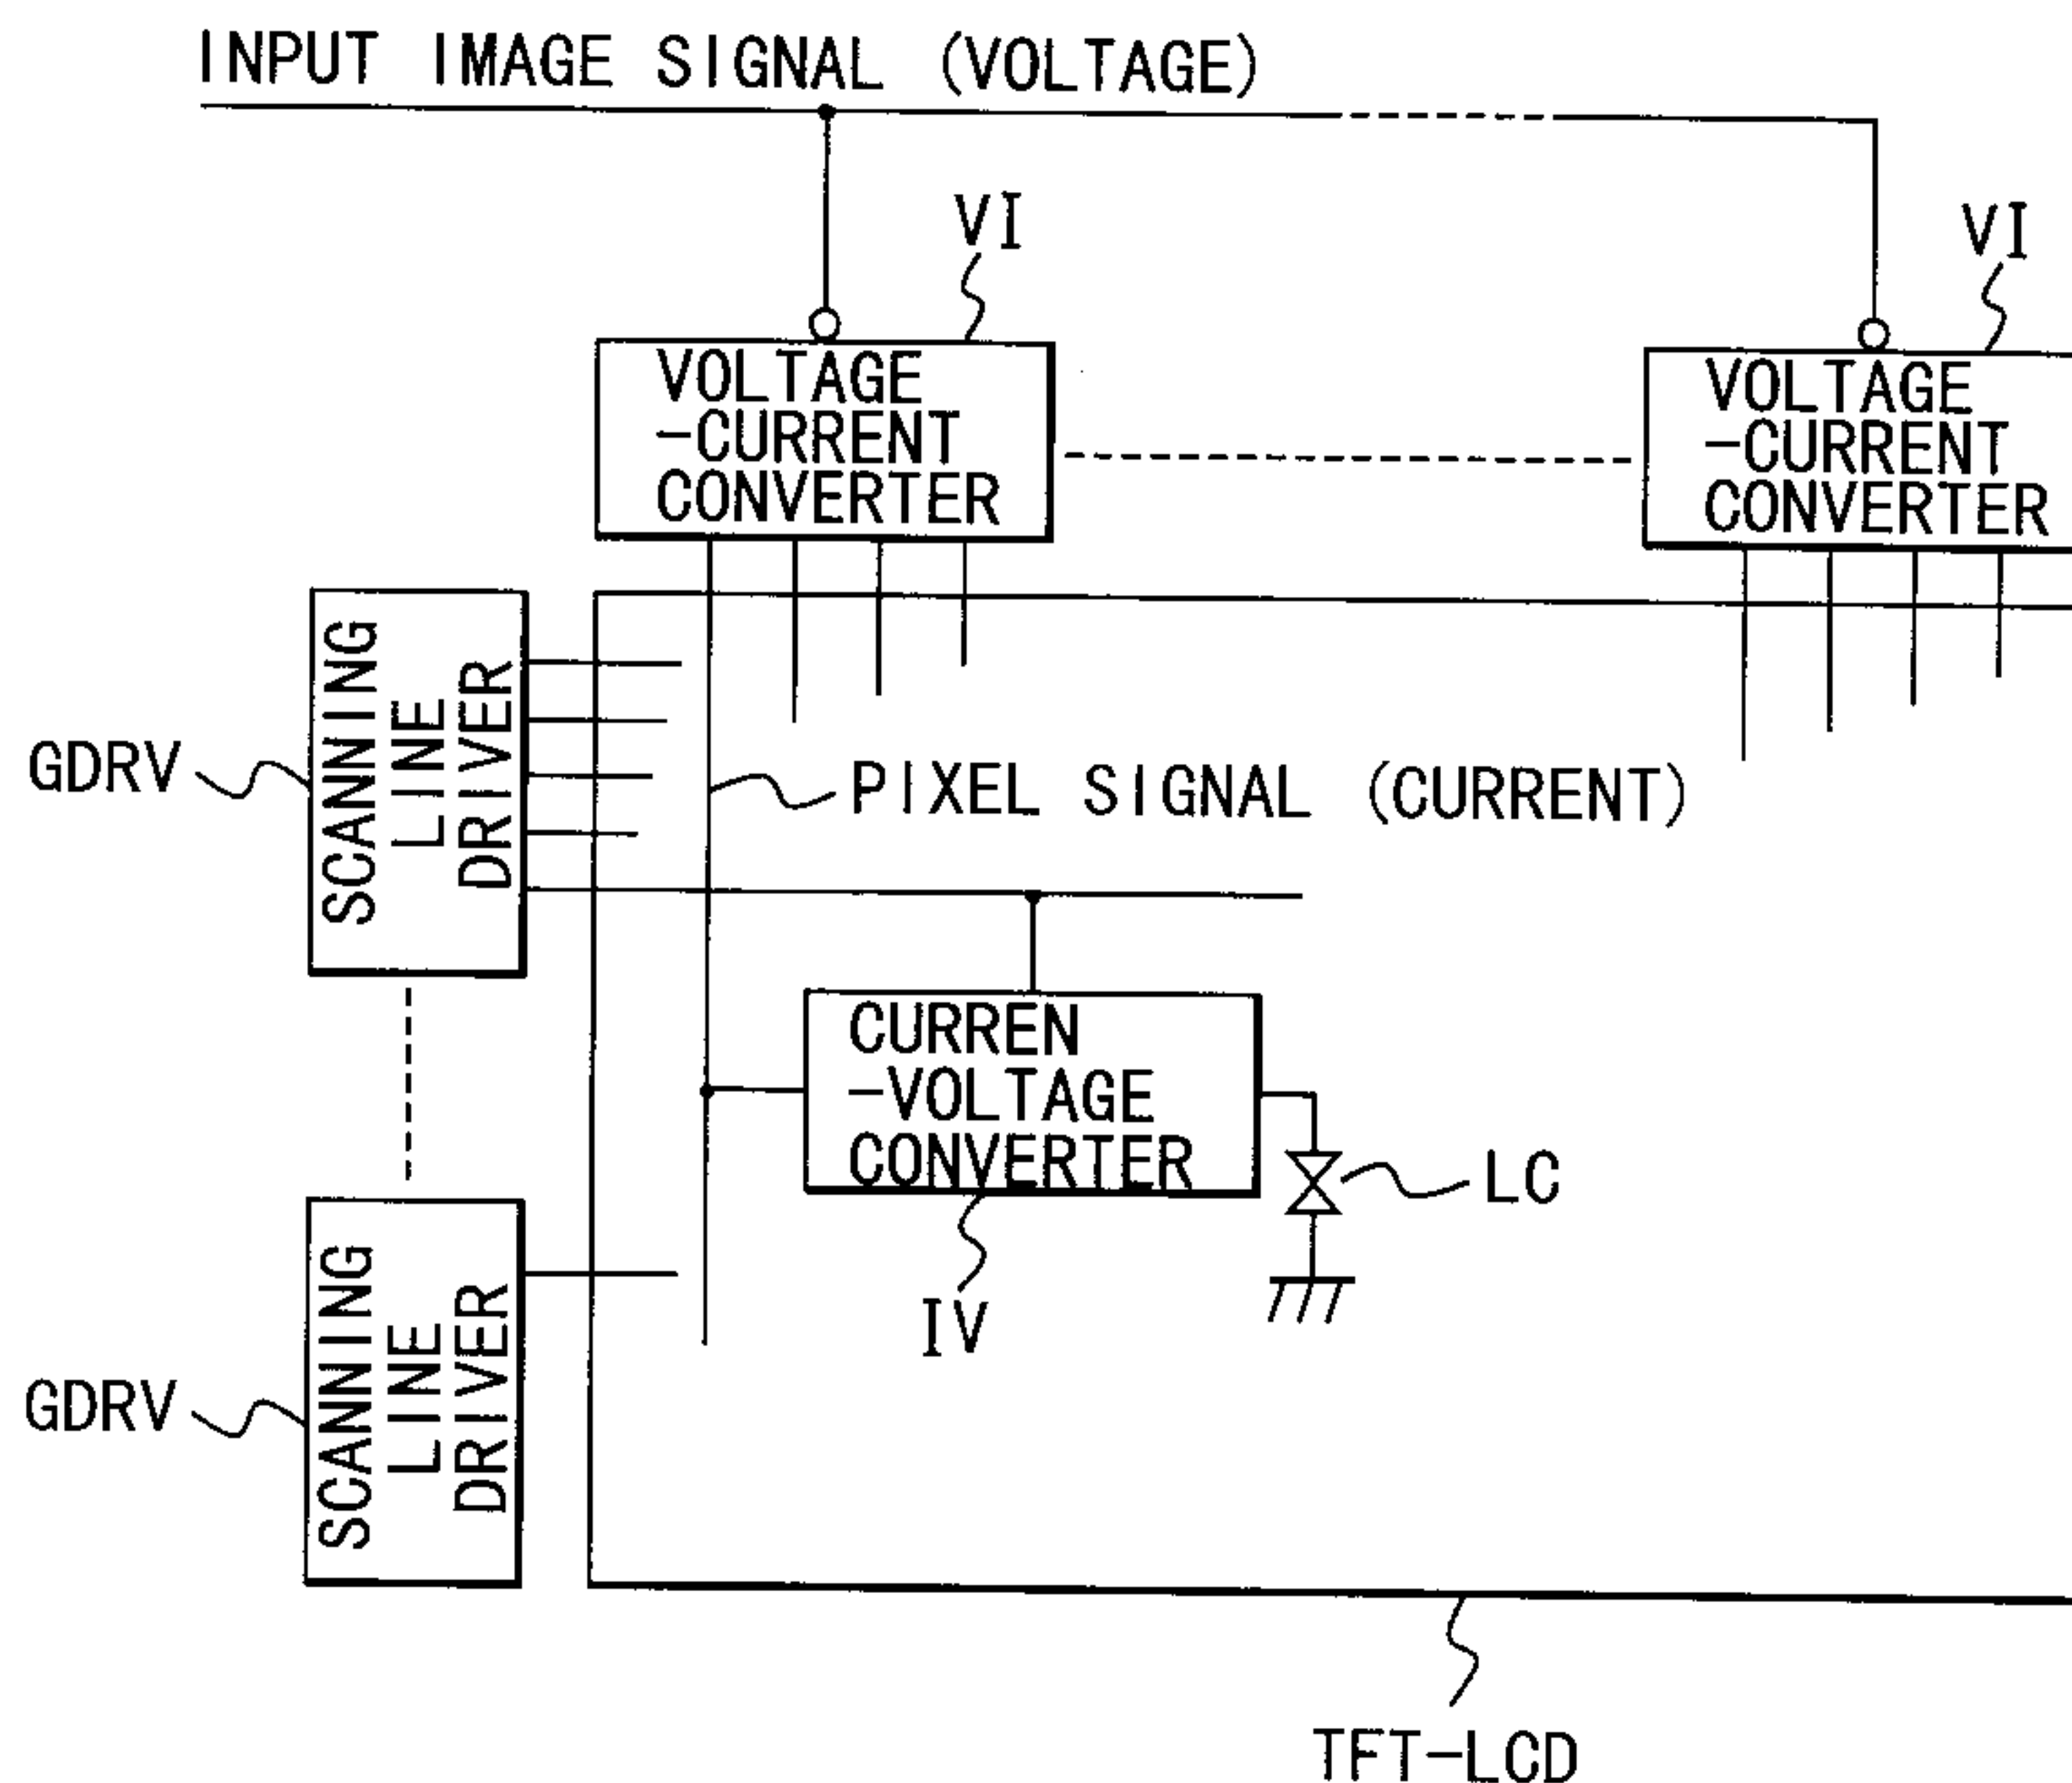 INPUT IMAGE SIGNAL (VOLTAGE)
VI
VI
VOLTAGE
-CURRENT
CONVERTER
VOLTAGE
-CURRENT
CONVERTER
SCANNING
LINE
DRIVER
GDRV
PIXEL SIGNAL (CURRENT)
CURREN
-VOLTAGE
CONVERTER
LC
IV
SCANNING
LINE
DRIVER
GDRV
TFT-LCD